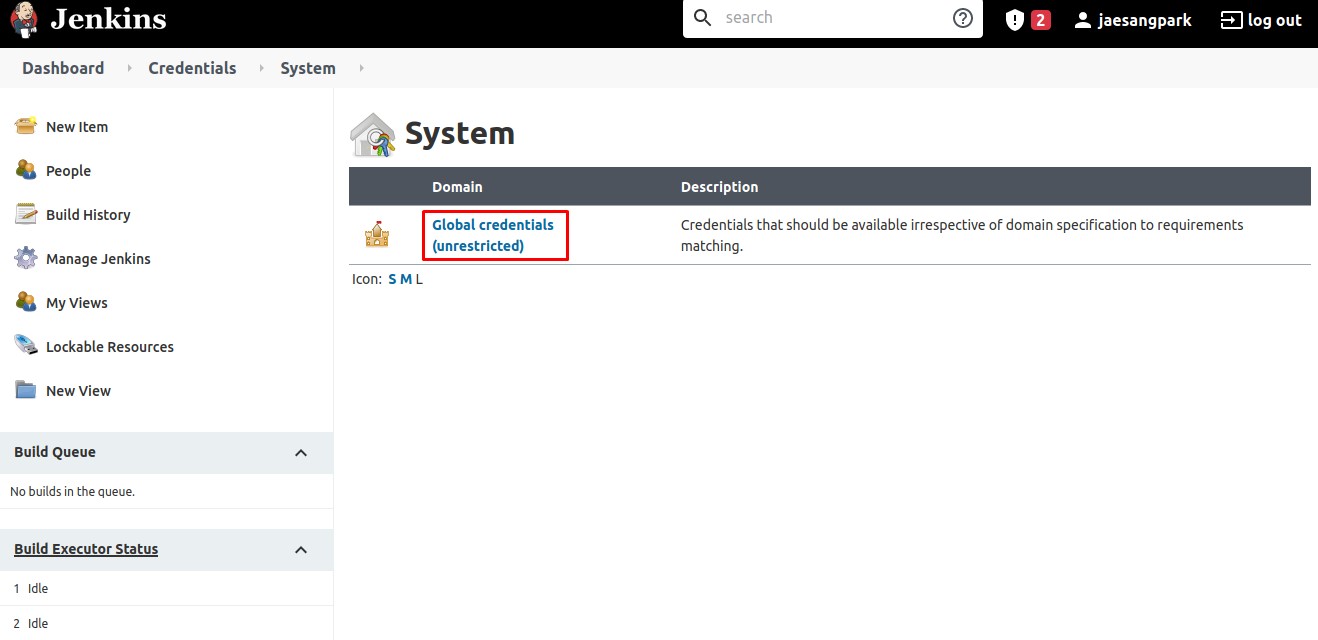 Jenkins
search
2
jaesangpark
log out
Dashboard
Credentials
System
New Item
People
Build History
Manage Jenkins
My Views
Lockable Resources
New View
Build Queue
No builds in the queue.
Build Executor Status
1 Idle
2 Idle
System
Domain
Description
Global credentials
(unrestricted)
Credentials that should be available irrespective of domain specification to requirements
matching.
Icon: S M L